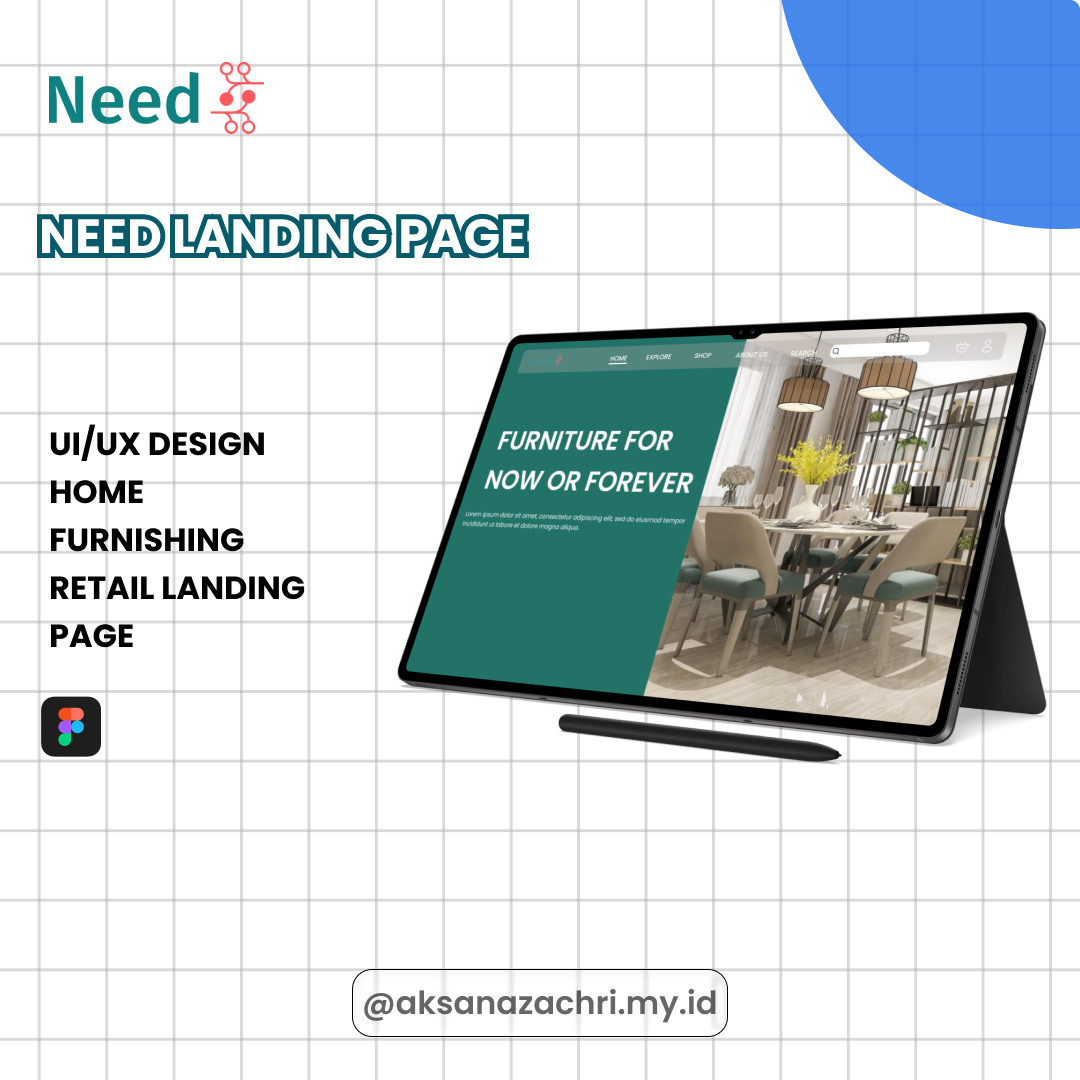 Need
NEED LANDING PAGE
HOME EXPLORE SHOP ABOUT US SEARCH
FURNITURE FOR
NOW OR FOREVER
Lorem ipsum dolor sit amet, consectetur adipiscing elit, sed do eiusmod tempor
incididunt ut labore et dolore magna aliqua.
UI/UX DESIGN
HOME
FURNISHING
RETAIL LANDING
PAGE
@aksanazachri.my.id